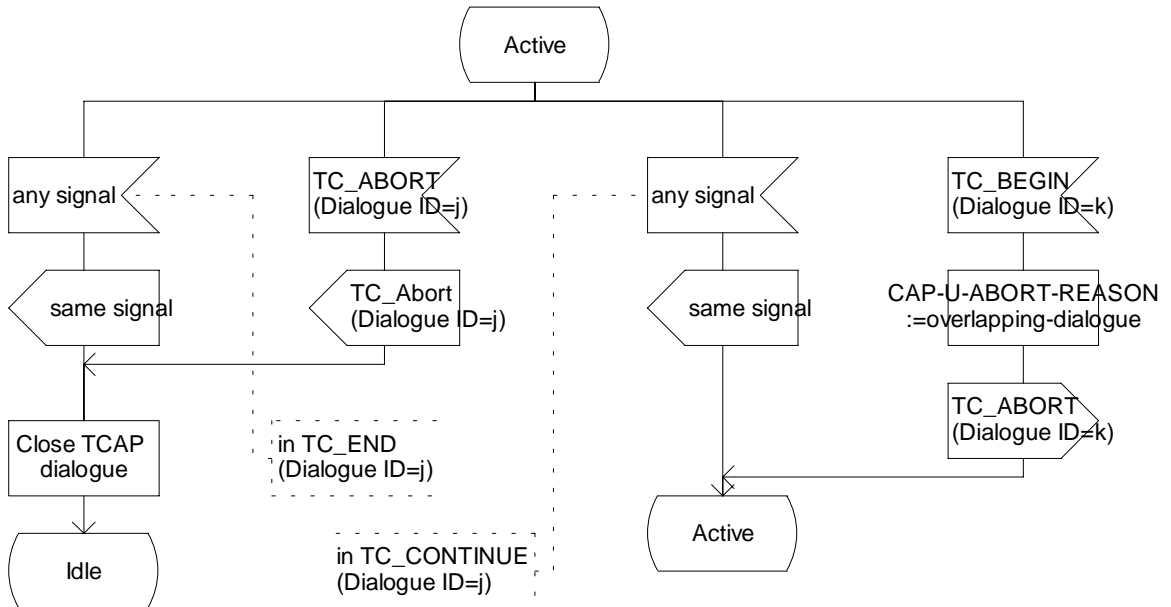 Active
any signal
TC_ABORT
(Dialogue ID=j)
any signal
TC_BEGIN
(Dialogue ID=k)
same signal
TC_Abort
(Dialogue ID=j)
same signal
CAP-U-ABORT-REASON
:=overlapping-dialogue
TC_ABORT
(Dialogue ID=k)
Close TCAP
dialogue
in TC_END
(Dialogue ID=j)
Active
Idle
in TC_CONTINUE
(Dialogue ID=j)